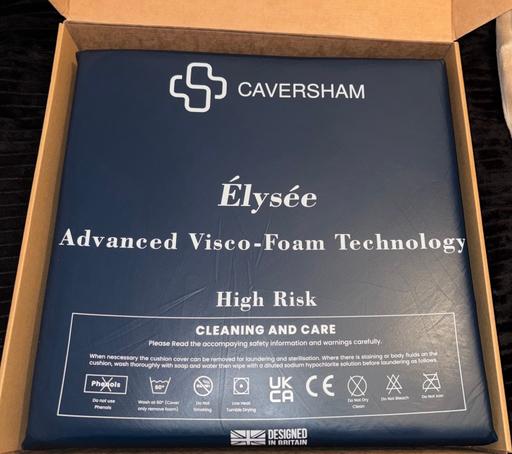 CAVERSHAM
Élysée
Advanced Visco-Foam Technology
High Risk
CLEANING AND CARE
Please Read the accompaying safety information and warnings carefully.
When nescessary the cushion cover can be removed for laundering and sterilisation. Where there is staining or body fluids on the
cushion, wash thoroughly with soap and water then wipe with a diluted sodium hypochlorite solution before laundering as follows.
Phenols 60° UK CA CE
Do not use Phenols
Wash at 60° (Cover only remove foam)
Do Not Smoking
Low Heat Tumble Drying
Do Not Dry Clean
Do Not Bleach
Do Not Iron
DESIGNED
IN BRITAIN